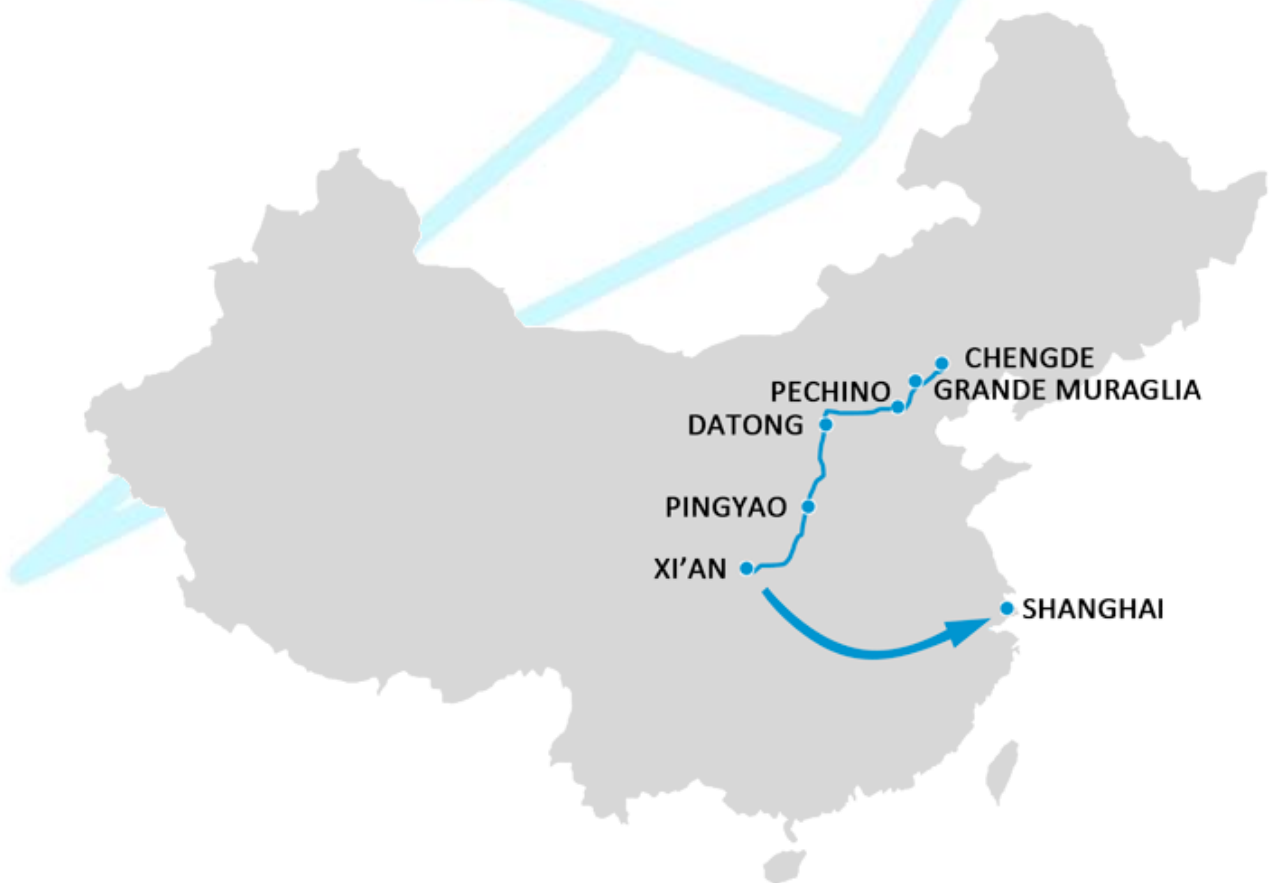 CHENGDE
GRANDE MURAGLIA
PECHINO
DATONG
PINGYAO
XI'AN
SHANGHAI